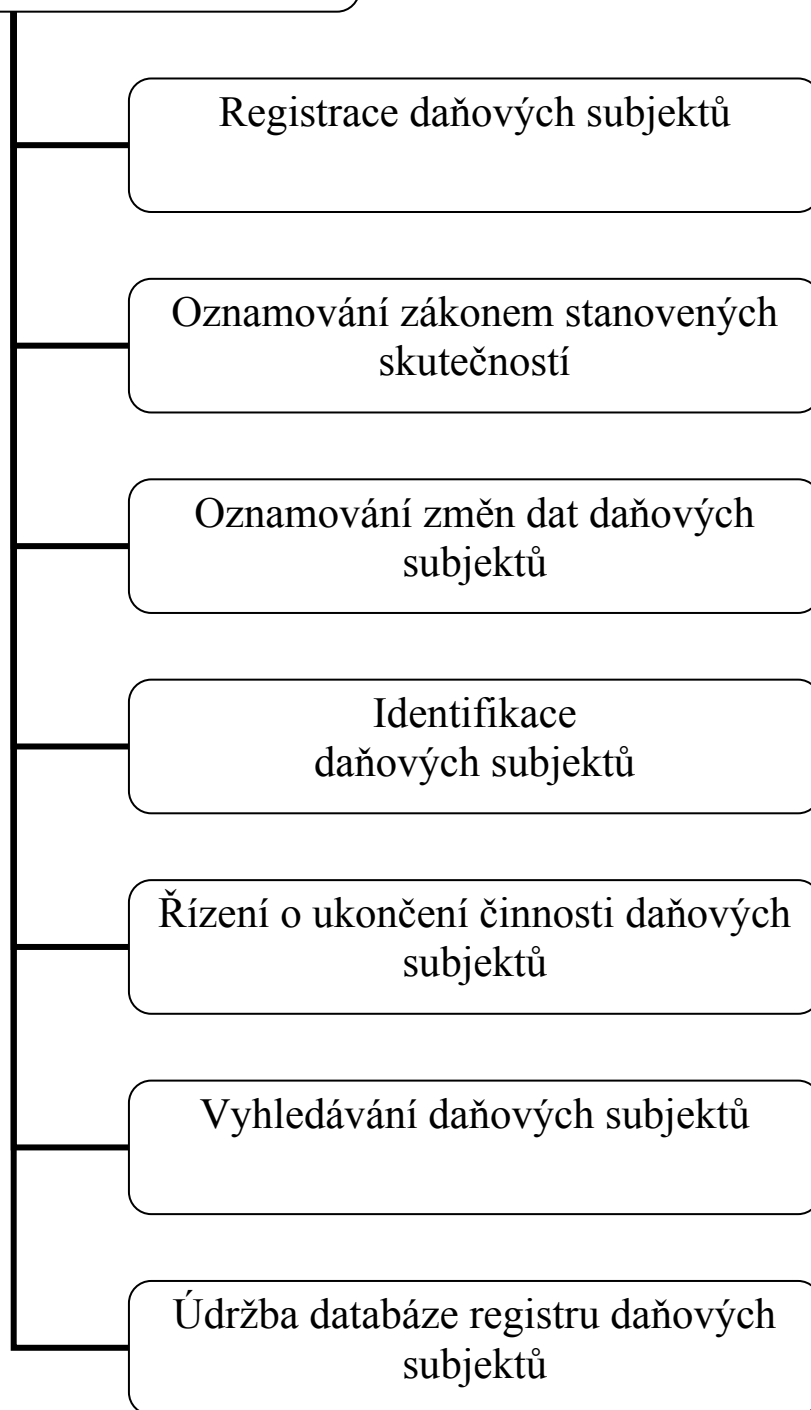 Registrace daňových subjektů
Oznamování zákonem stanovených
skutečností
Oznamování změn dat daňových
subjektů
Identifikace
daňových subjektů
Řízení o ukončení činnosti daňových
subjektů
Vyhledávání daňových subjektů
Údržba databáze registru daňových
subjektů